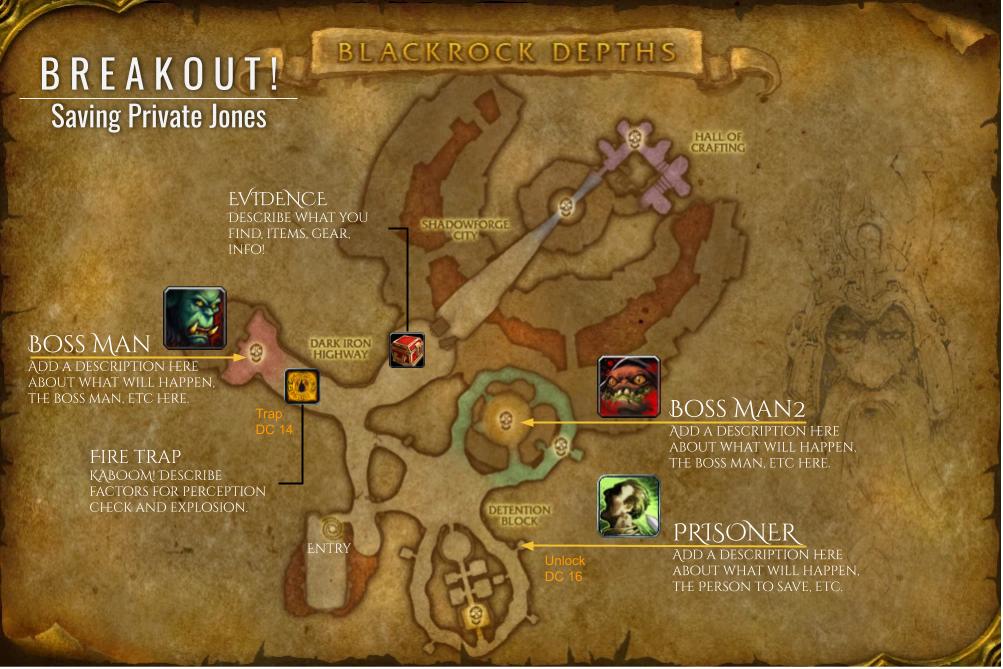 BLACKROCK DEPTHS
BREAKOUT!
Saving Private Jones
HALL OF
CRAFTING
EVIDENCE
DESCRIBE WHAT YOU
FIND, ITEMS, GEAR,
INFO!
SHADOWFORGE
CITY
BOSS MAN
ADD A DESCRIPTION HERE
ABOUT WHAT WILL HAPPEN,
THE BOSS MAN, ETC HERE.
DARK IRON
HIGHWAY
Trap
DC 14
BOSS MAN2
ADD A DESCRIPTION HERE
ABOUT WHAT WILL HAPPEN,
THE BOSS MAN, ETC HERE.
FIRE TRAP
KABOOM! DESCRIBE
FACTORS FOR PERCEPTION
CHECK AND EXPLOSION.
DETENTION
BLOCK
ENTRY
PRISONER
ADD A DESCRIPTION HERE
ABOUT WHAT WILL HAPPEN,
THE PERSON TO SAVE, ETC.
Unlock
DC 16